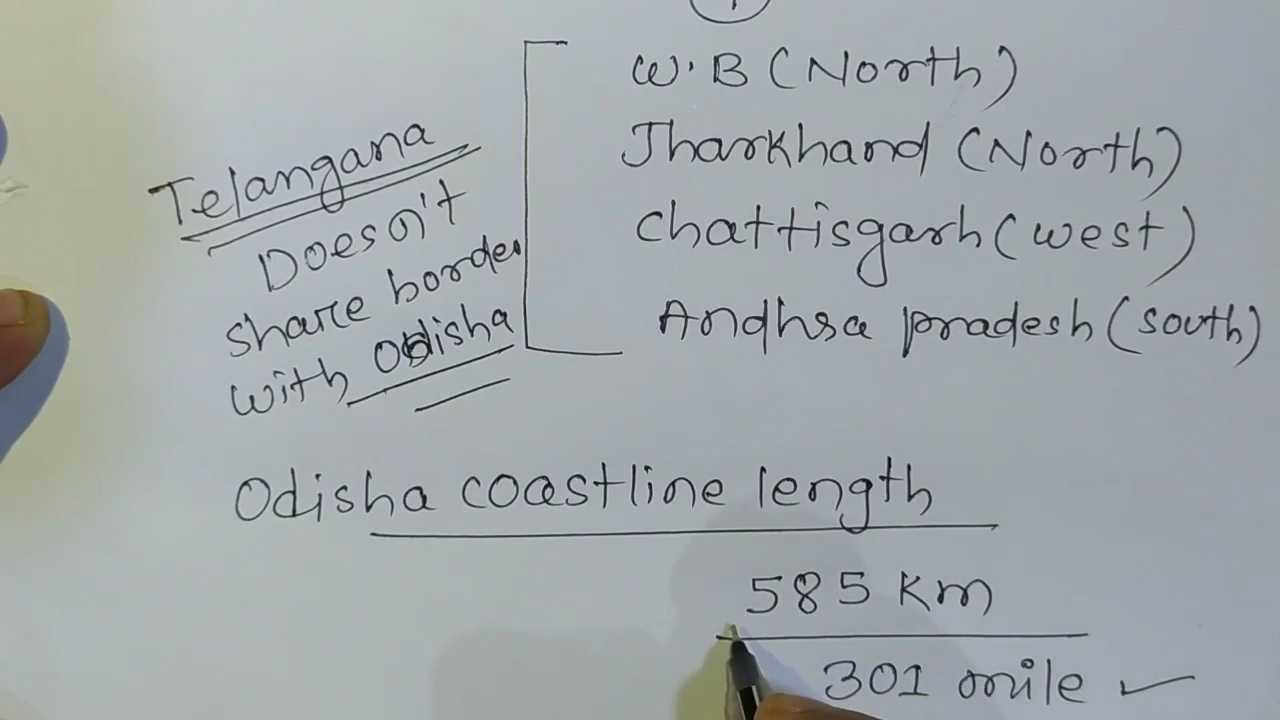 W.B (North)
Jharkhand (North)
Chattisgarh (west)
Andhra pradesh (south)
Telangana
Doesn't
share border
with Odisha
Odisha coastline length
585 Km
301 mile